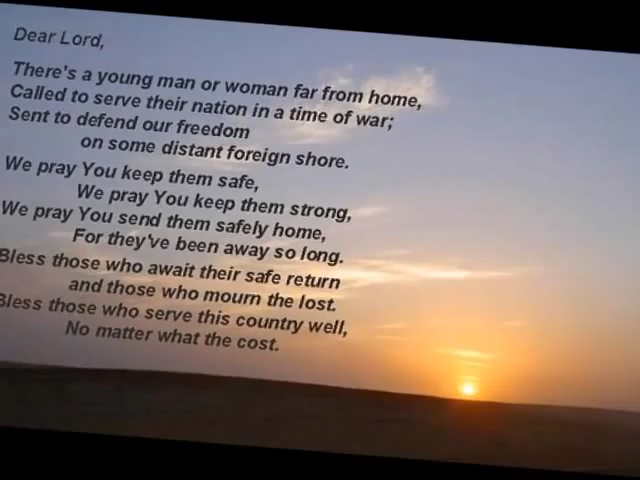 Dear Lord,
There's a young man or woman far from home,
Called to serve their nation in a time of war;
Sent to defend our freedom
on some distant foreign shore.
We pray You keep them safe,
We pray You keep them strong,
We pray You send them safely home,
For they've been away so long.
Bless those who await their safe return
and those who mourn the lost.
Bless those who serve this country well,
No matter what the cost.